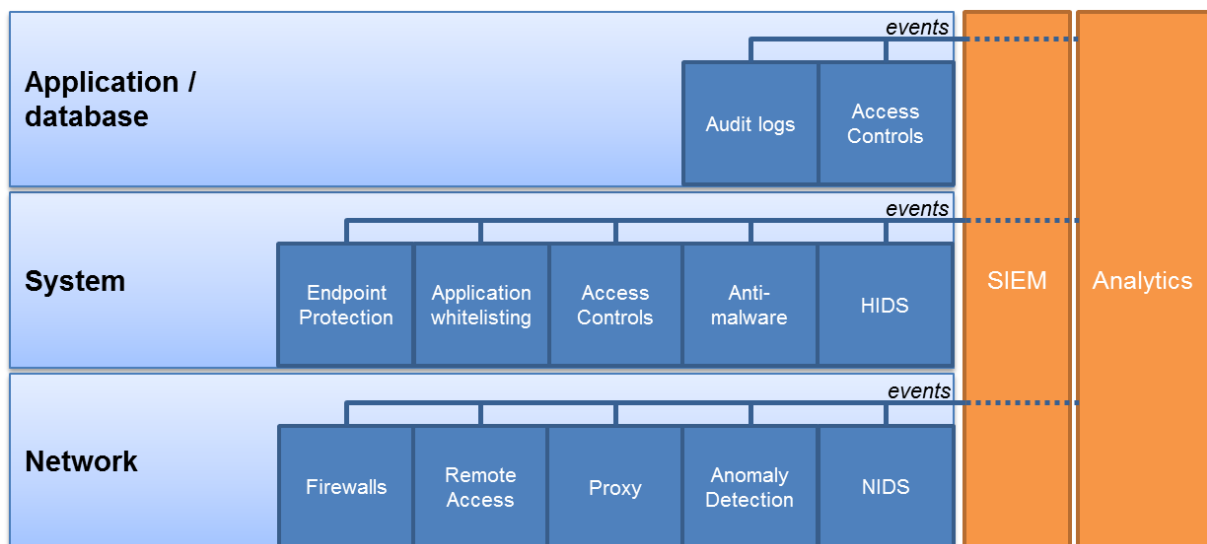 events
Application /
database
Audit logs
Access
Controls
events
System
Endpoint
Protection
Application
whitelisting
Access
Controls
Anti-
malware
HIDS
SIEM
Analytics
events
Network
Firewalls
Remote
Access
Proxy
Anomaly
Detection
NIDS